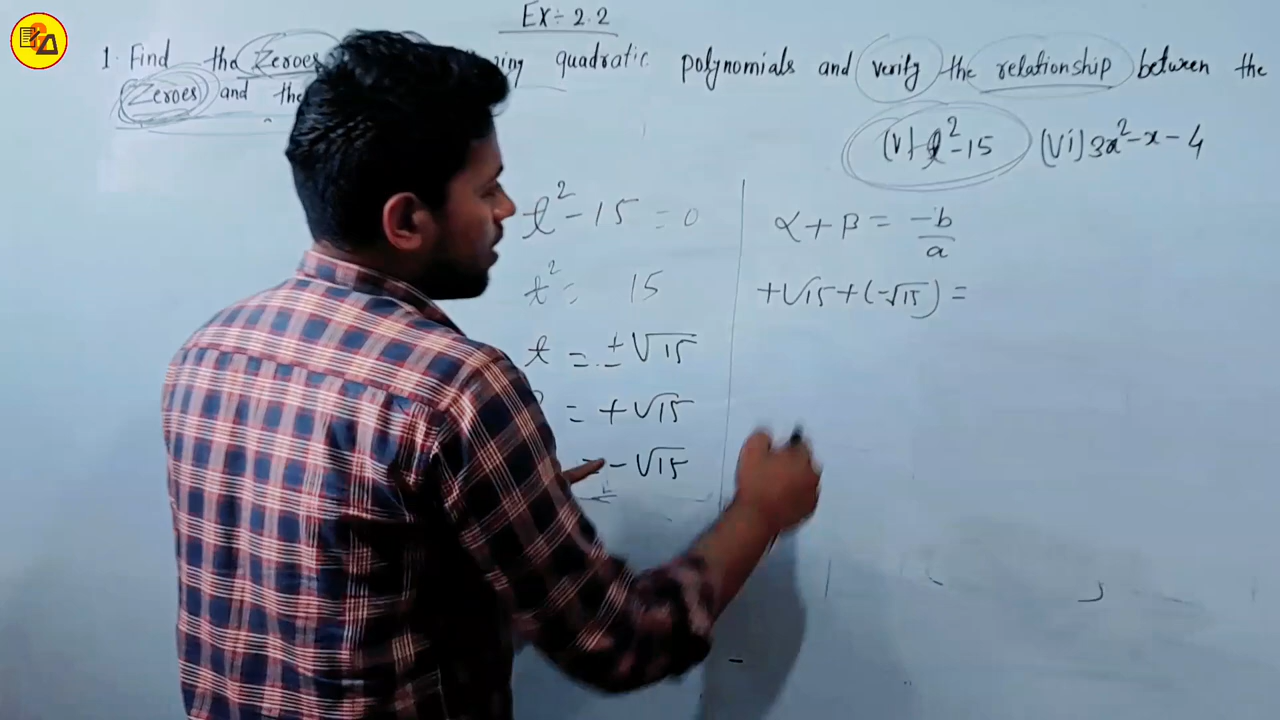 Ex÷ 2.2
1. Find the Zeroes quadratic polynomials and verify the relationship between the
Zeroes and the
(V) t²-15 (Vi) 3x²-x-4
t²-15 = 0
t² = 15
t = ±√15
= +√15
= -√15
α+β = -b/a
+√15+(-√15) =